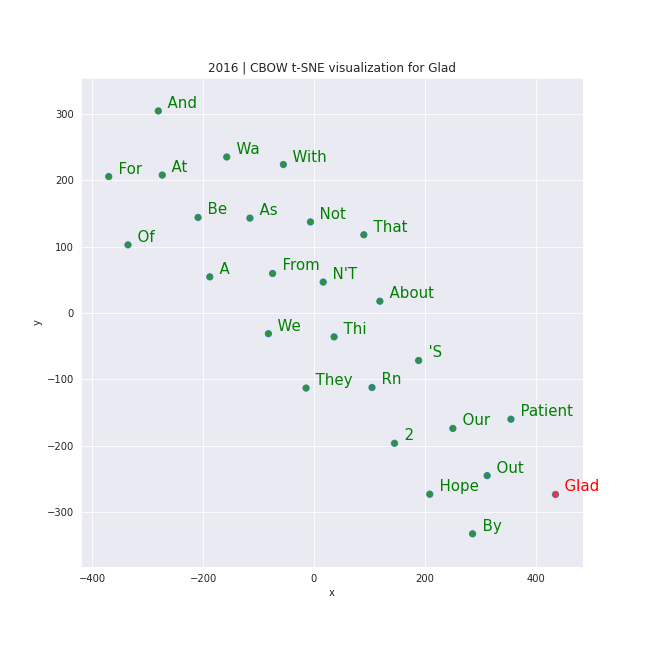 2016 | CBOW t-SNE visualization for Glad
And
Wa
With
For
At
Be
As
Not
That
Of
From
A
N'T
About
We
Thi
'S
They
Rn
Patient
Our
2
Out
Hope
Glad
By
300
200
100
0
−100
−200
−300
y
−400
−200
0
200
400
x